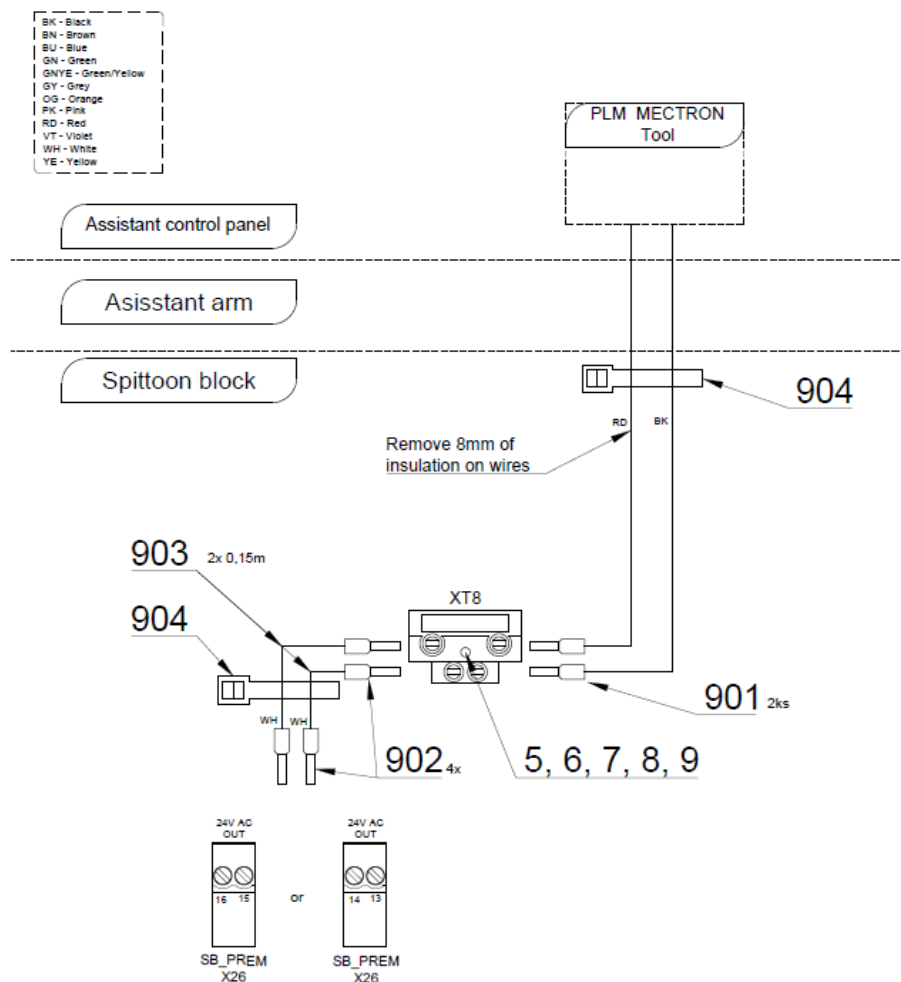 BK - Black
BN - Brown
BU - Blue
GN - Green
GNYE - Green/Yellow
GY - Grey
OG - Orange
PK - Pink
RD - Red
VT - Violet
WH - White
YE - Yellow
PLM MECTRON
Tool
Assistant control panel
Asisstant arm
Spittoon block
904
RD
BK
Remove 8mm of
insulation on wires
903 2x 0,15m
XT8
904
901 2ks
WH WH
902 4x
5, 6, 7, 8, 9
24V AC
OUT
16 15
SB_PREM
X26
or
24V AC
OUT
14 13
SB_PREM
X26